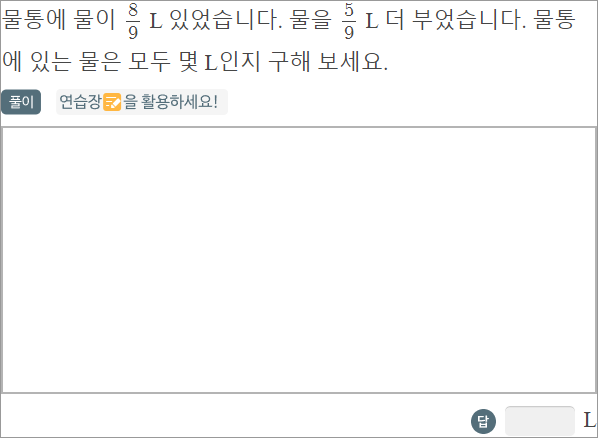 물통에 물이 8/9 L 있었습니다. 물을 5/9 L 더 부었습니다. 물통
에 있는 물은 모두 몇 L인지 구해 보세요.
풀이 연습장을 활용하세요!
답 L